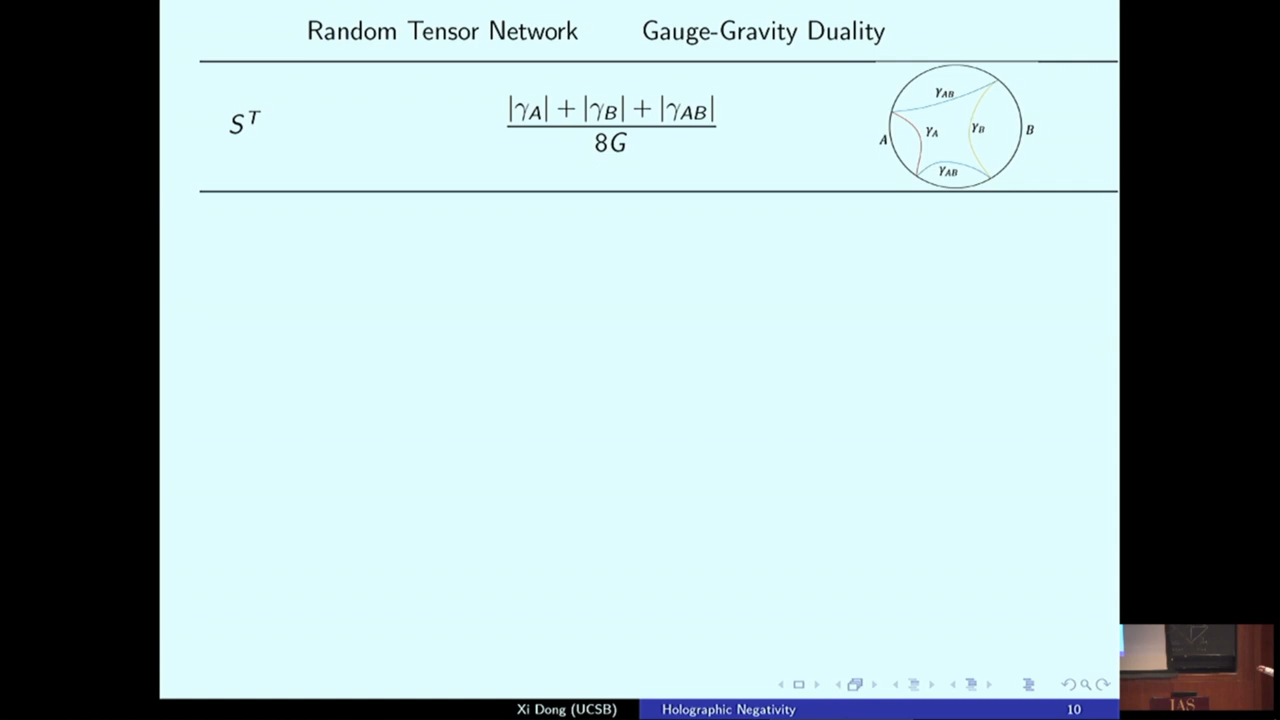 Random Tensor Network Gauge-Gravity Duality
S^T
|γ_A| + |γ_B| + |γ_AB|
8G
γ_AB
A γ_A γ_B B
γ_AB
Xi Dong (UCSB) Holographic Negativity 10
IAS